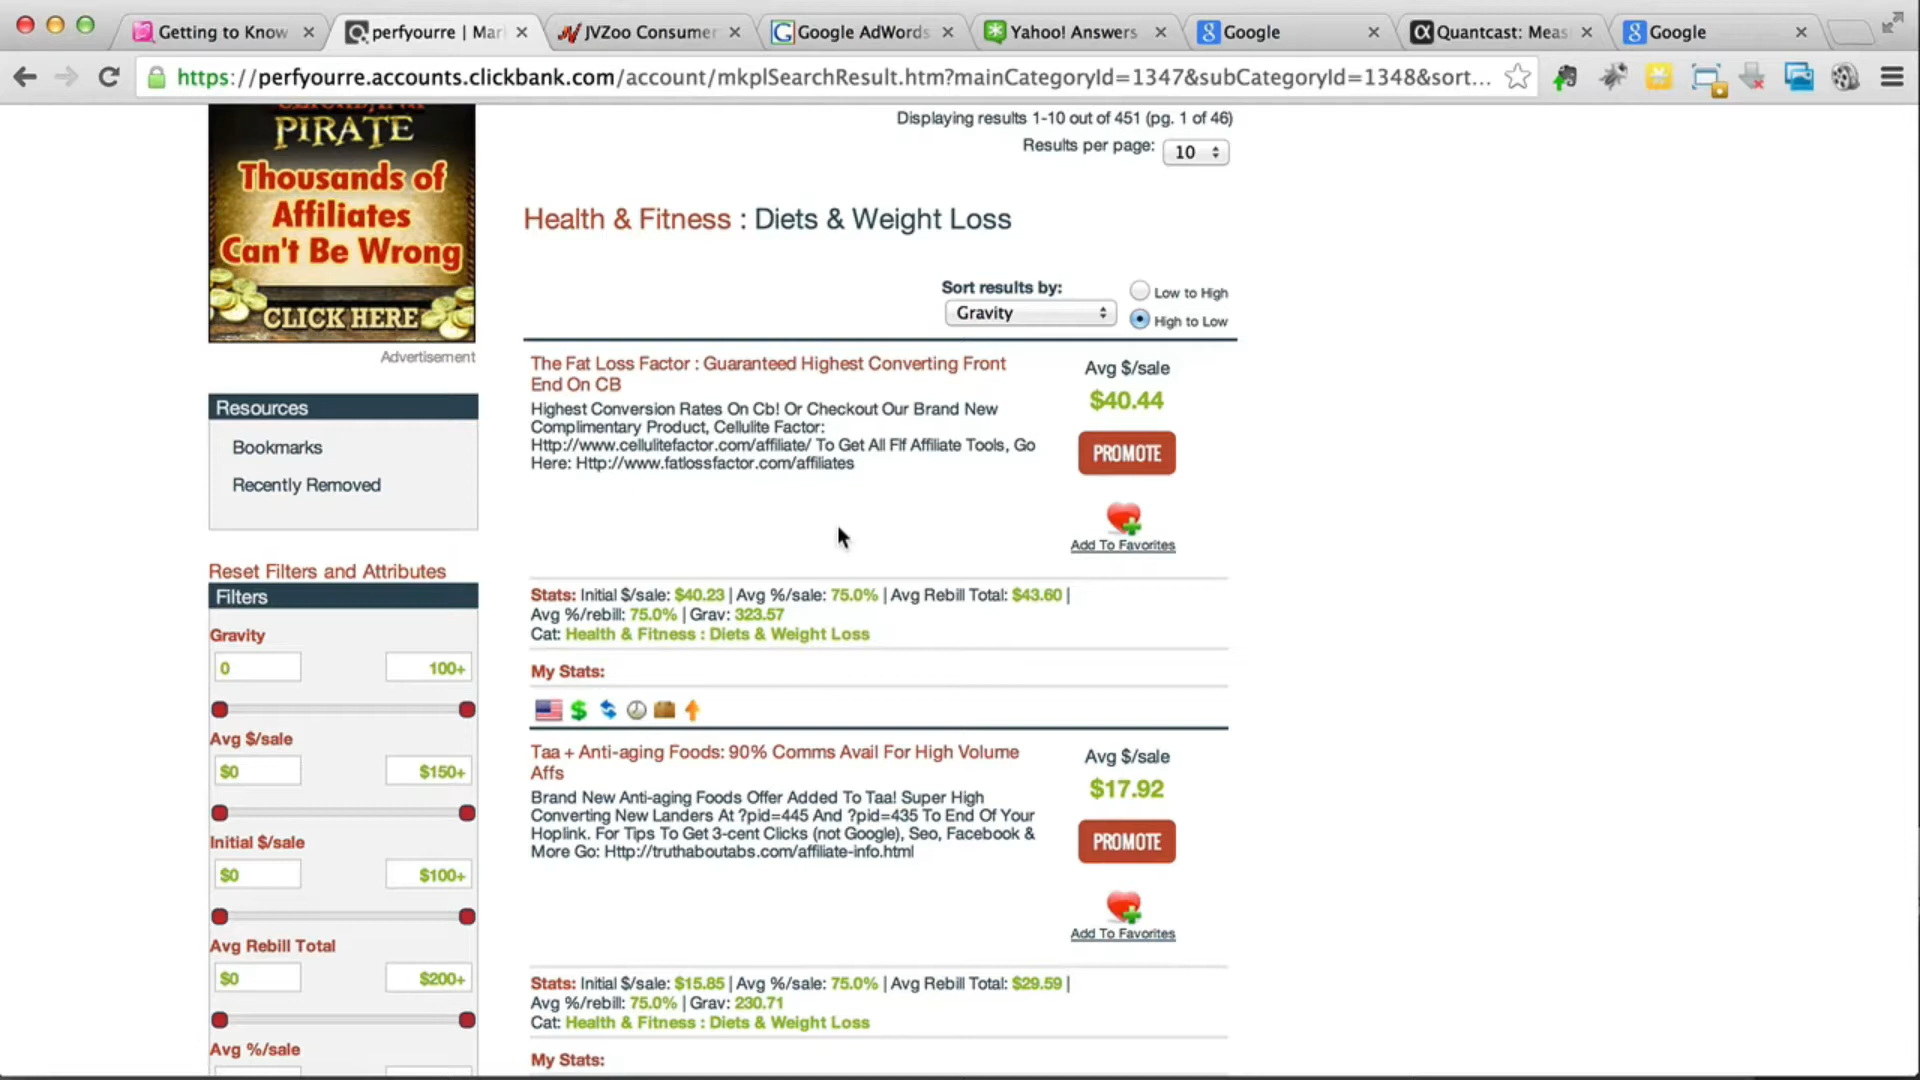 Getting to Know
perfyourre | Mar
JVZoo Consumer
Google AdWords
Yahoo! Answers
Google
Quantcast: Meas
Google
https://perfyourre.accounts.clickbank.com/account/mkplSearchResult.htm?mainCategoryId=1347&subCategoryId=1348&sort...
PIRATE
Thousands of
Affiliates
Can't Be Wrong
CLICK HERE
Advertisement
Resources
Bookmarks
Recently Removed
Reset Filters and Attributes
Filters
Gravity
0 100+
Avg $/sale
$0 $150+
Initial $/sale
$0 $100+
Avg Rebill Total
$0 $200+
Avg %/sale
Displaying results 1-10 out of 451 (pg. 1 of 46)
Results per page: 10
Health & Fitness : Diets & Weight Loss
Sort results by:
Gravity
Low to High
High to Low
The Fat Loss Factor : Guaranteed Highest Converting Front
End On CB
Highest Conversion Rates On Cb! Or Checkout Our Brand New
Complimentary Product, Cellulite Factor:
Http://www.cellulitefactor.com/affiliate/ To Get All Flf Affiliate Tools, Go
Here: Http://www.fatlossfactor.com/affiliates
Avg $/sale
$40.44
PROMOTE
Add To Favorites
Stats: Initial $/sale: $40.23 | Avg %/sale: 75.0% | Avg Rebill Total: $43.60 |
Avg %/rebill: 75.0% | Grav: 323.57
Cat: Health & Fitness : Diets & Weight Loss
My Stats:
Taa + Anti-aging Foods: 90% Comms Avail For High Volume
Affs
Brand New Anti-aging Foods Offer Added To Taa! Super High
Converting New Landers At ?pid=445 And ?pid=435 To End Of Your
Hoplink. For Tips To Get 3-cent Clicks (not Google), Seo, Facebook &
More Go: Http://truthaboutabs.com/affiliate-info.html
Avg $/sale
$17.92
PROMOTE
Add To Favorites
Stats: Initial $/sale: $15.85 | Avg %/sale: 75.0% | Avg Rebill Total: $29.59 |
Avg %/rebill: 75.0% | Grav: 230.71
Cat: Health & Fitness : Diets & Weight Loss
My Stats: